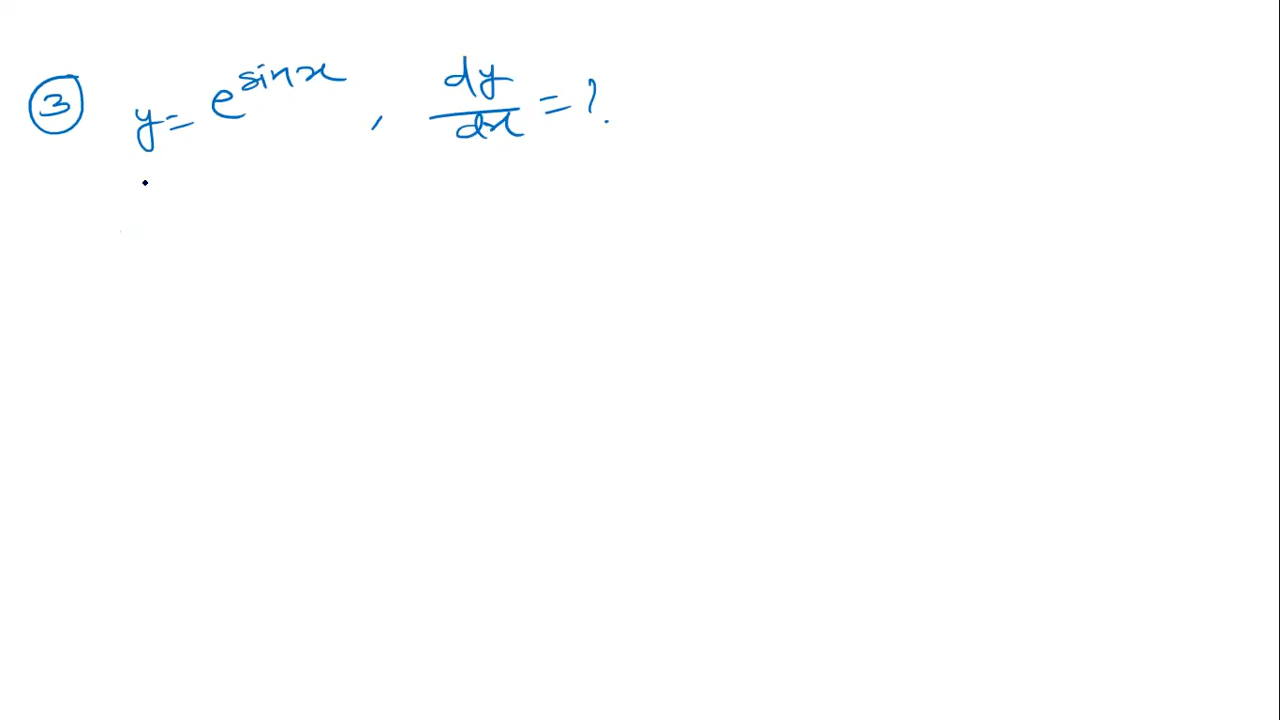 ③ y = e^{sin x} , dy/dx = ?